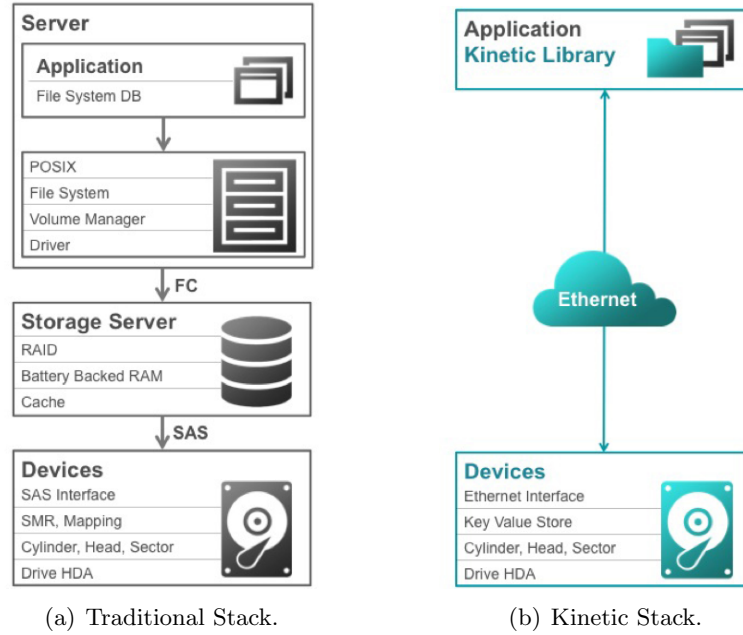 Server
Application
File System DB
POSIX
File System
Volume Manager
Driver
FC
Storage Server
RAID
Battery Backed RAM
Cache
SAS
Devices
SAS Interface
SMR, Mapping
Cylinder, Head, Sector
Drive HDA
(a) Traditional Stack.
Application
Kinetic Library
Ethernet
Devices
Ethernet Interface
Key Value Store
Cylinder, Head, Sector
Drive HDA
(b) Kinetic Stack.